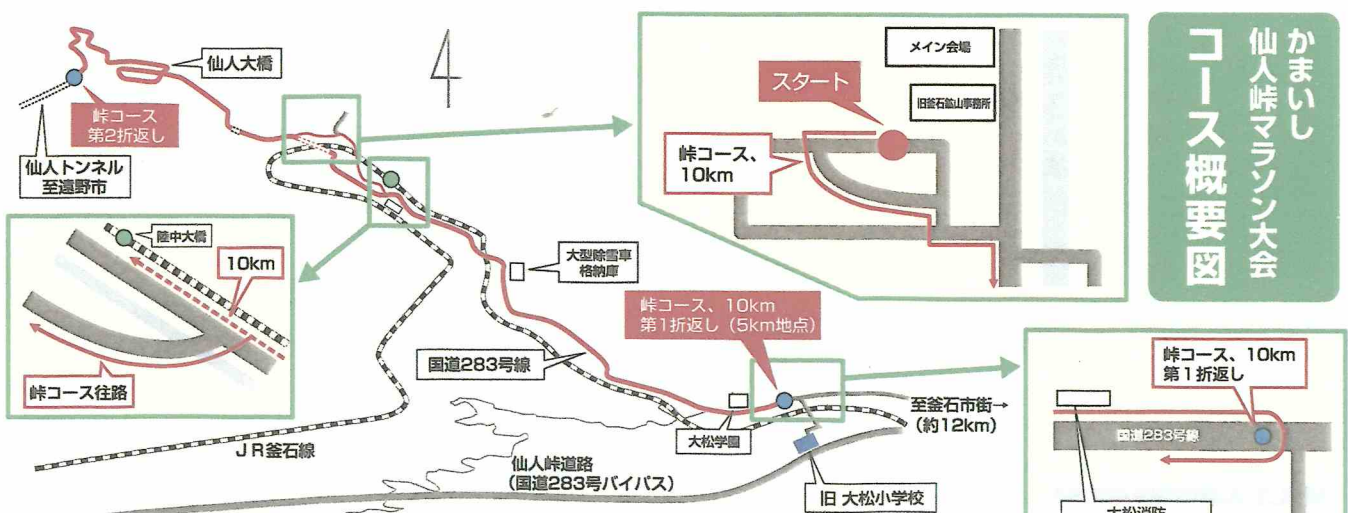 かまいし
仙人峠マラソン大会
コース概要図
メイン会場
スタート
旧釜石鉱山事務所
峠コース、
10km
4
仙人大橋
峠コース
第2折返し
仙人トンネル
至遠野市
陸中大橋
10km
峠コース往路
大型除雪車
格納庫
峠コース、10km
第1折返し（5km地点）
国道283号線
大松学園
至釜石市街→
（約12km）
JR釜石線
仙人峠道路
（国道283号バイパス）
旧 大松小学校
峠コース、10km
第1折返し
国道283号線
大松消防